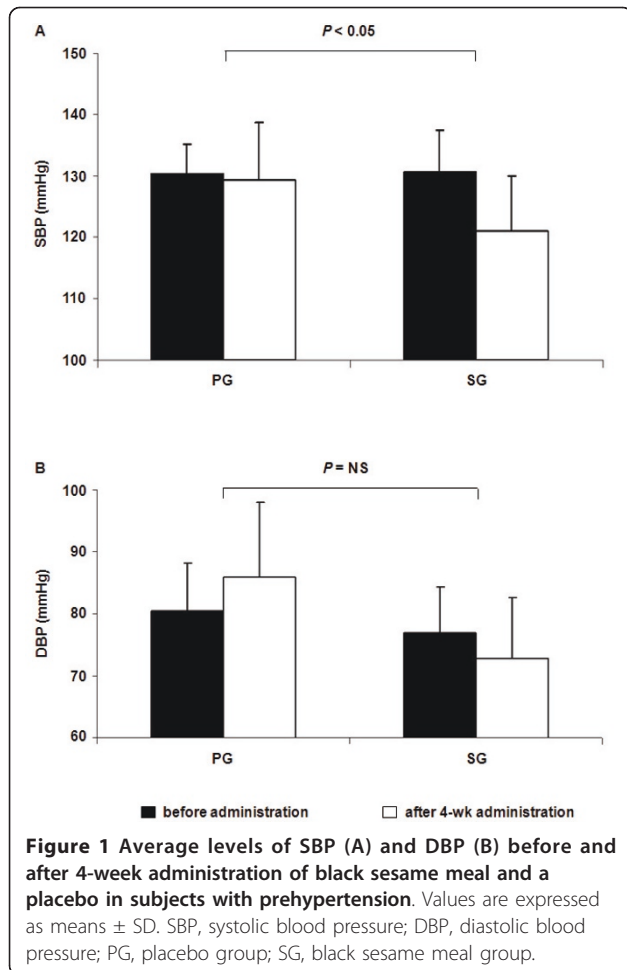 A
P < 0.05
150
140
130
120
110
100
SBP (mmHg)
PG SG
B
P = NS
100
90
80
70
60
DBP (mmHg)
PG SG
before administration after 4-wk administration
Figure 1 Average levels of SBP (A) and DBP (B) before and
after 4-week administration of black sesame meal and a
placebo in subjects with prehypertension. Values are expressed
as means ± SD. SBP, systolic blood pressure; DBP, diastolic blood
pressure; PG, placebo group; SG, black sesame meal group.